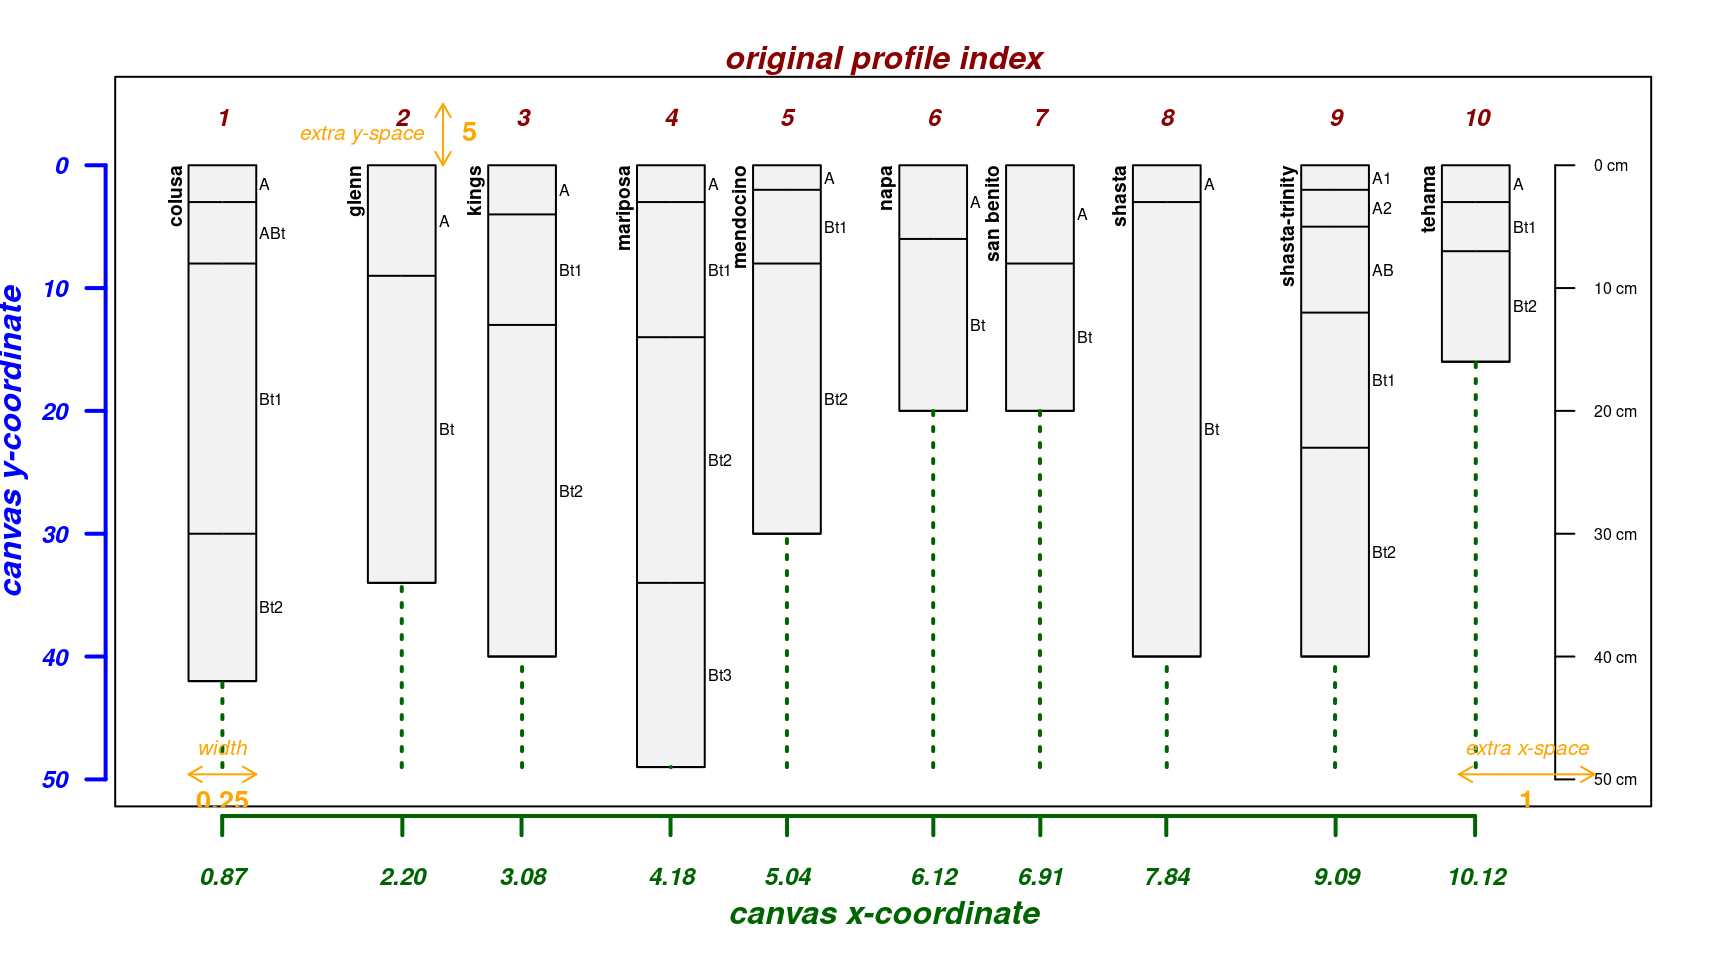 original profile index
1 2 3 4 5 6 7 8 9 10
extra y-space 5
canvas y-coordinate
0
10
20
30
40
50
colusa
A
ABt
Bt1
Bt2
glenn
A
Bt
kings
A
Bt1
Bt2
mariposa
A
Bt1
Bt2
Bt3
mendocino
A
Bt1
Bt2
napa
A
Bt
san benito
A
Bt
shasta
A
Bt
shasta-trinity
A1
A2
AB
Bt1
Bt2
tehama
A
Bt1
Bt2
0 cm
10 cm
20 cm
30 cm
40 cm
50 cm
width
0.25
extra x-space
1
0.87 2.20 3.08 4.18 5.04 6.12 6.91 7.84 9.09 10.12
canvas x-coordinate